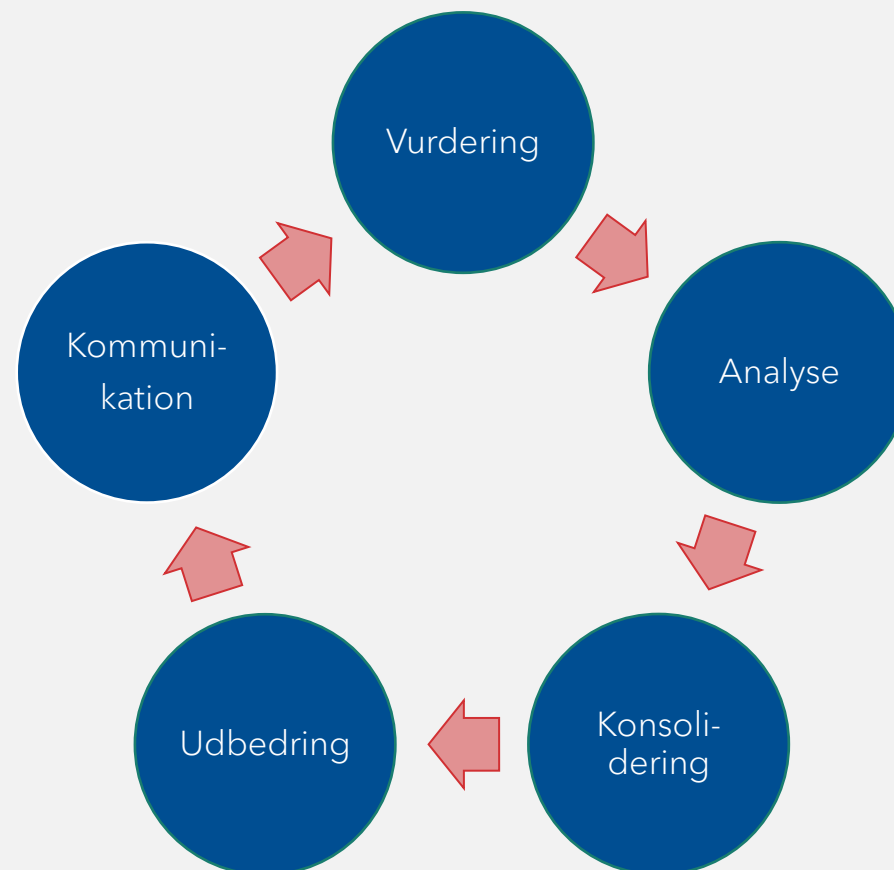 Vurdering
Analyse
Konsoli-
dering
Udbedring
Kommuni-
kation